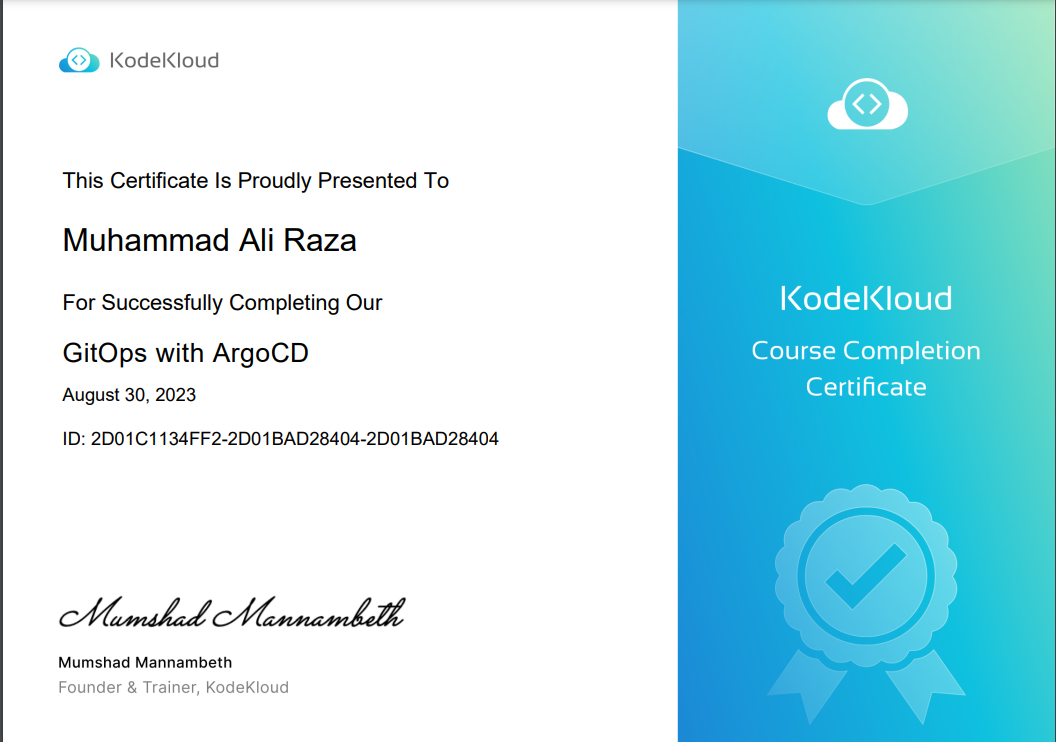 KodeKloud
This Certificate Is Proudly Presented To
Muhammad Ali Raza
For Successfully Completing Our
GitOps with ArgoCD
August 30, 2023
ID: 2D01C1134FF2-2D01BAD28404-2D01BAD28404
Mumshad Mannambeth
Mumshad Mannambeth
Founder & Trainer, KodeKloud
KodeKloud
Course Completion
Certificate